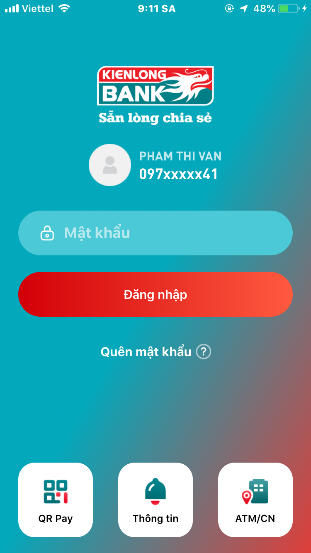 Viettel 9:11 SA 48%
KIENLONG
BANK
Sẵn lòng chia sẻ
PHAM THI VAN
097xxxxx41
Mật khẩu
Đăng nhập
Quên mật khẩu ?
QR Pay Thông tin ATM/CN